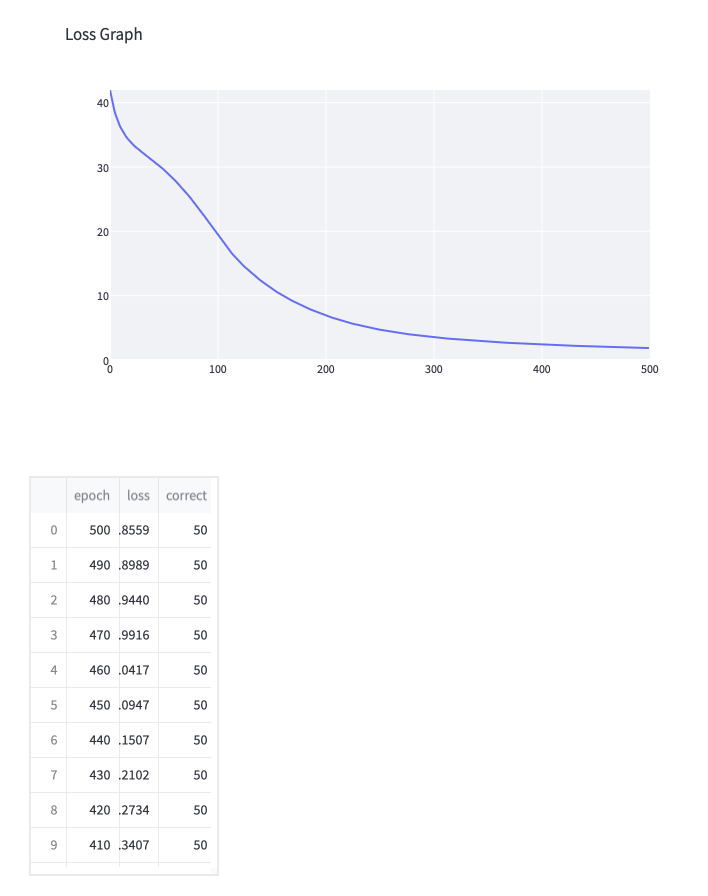 Loss Graph
40
30
20
10
0
0 100 200 300 400 500
epoch loss correct
0 500 .8559 50
1 490 .8989 50
2 480 .9440 50
3 470 .9916 50
4 460 .0417 50
5 450 .0947 50
6 440 .1507 50
7 430 .2102 50
8 420 .2734 50
9 410 .3407 50